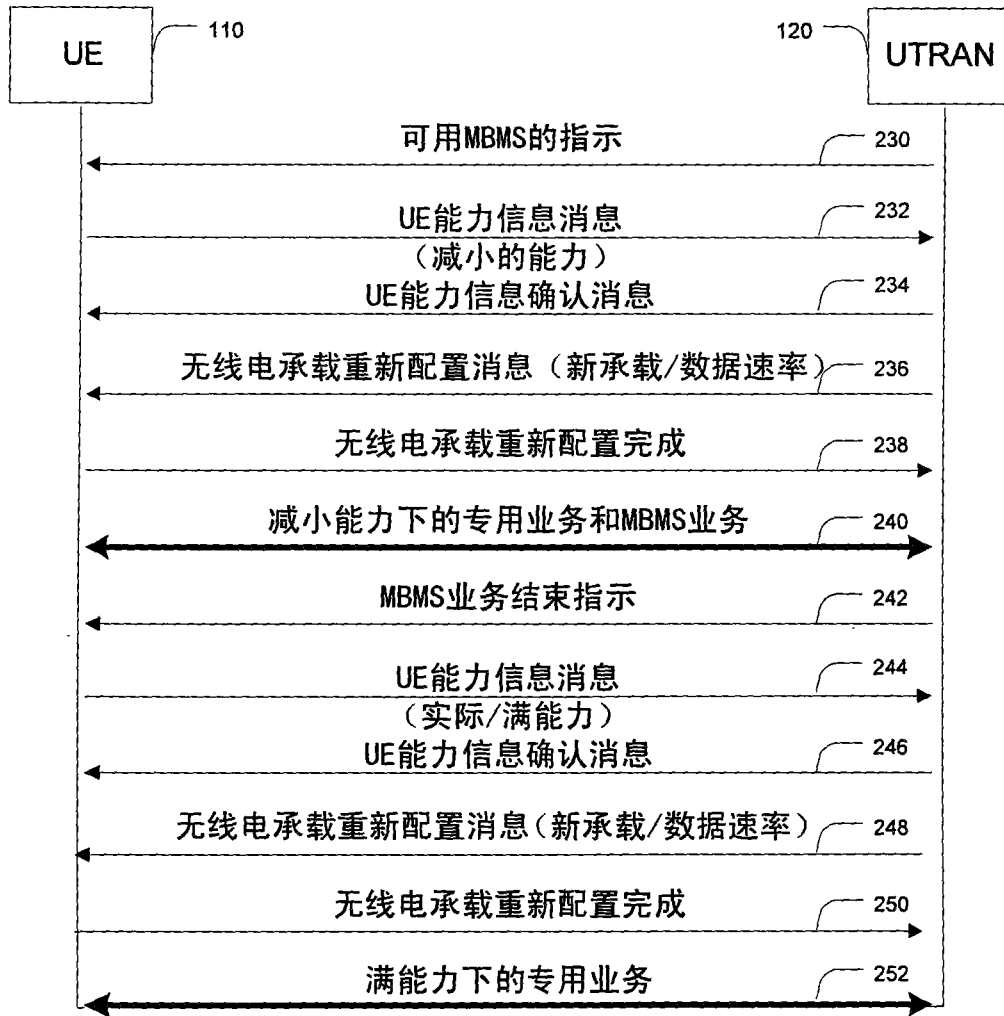 UE
110
120
UTRAN
可用MBMS的指示
230
UE能力信息消息
232
（减小的能力）
UE能力信息确认消息
234
无线电承载重新配置消息（新承载/数据速率）
236
无线电承载重新配置完成
238
减小能力下的专用业务和MBMS业务
240
MBMS业务结束指示
242
UE能力信息消息
244
（实际/满能力）
UE能力信息确认消息
246
无线电承载重新配置消息（新承载/数据速率）
248
无线电承载重新配置完成
250
满能力下的专用业务
252